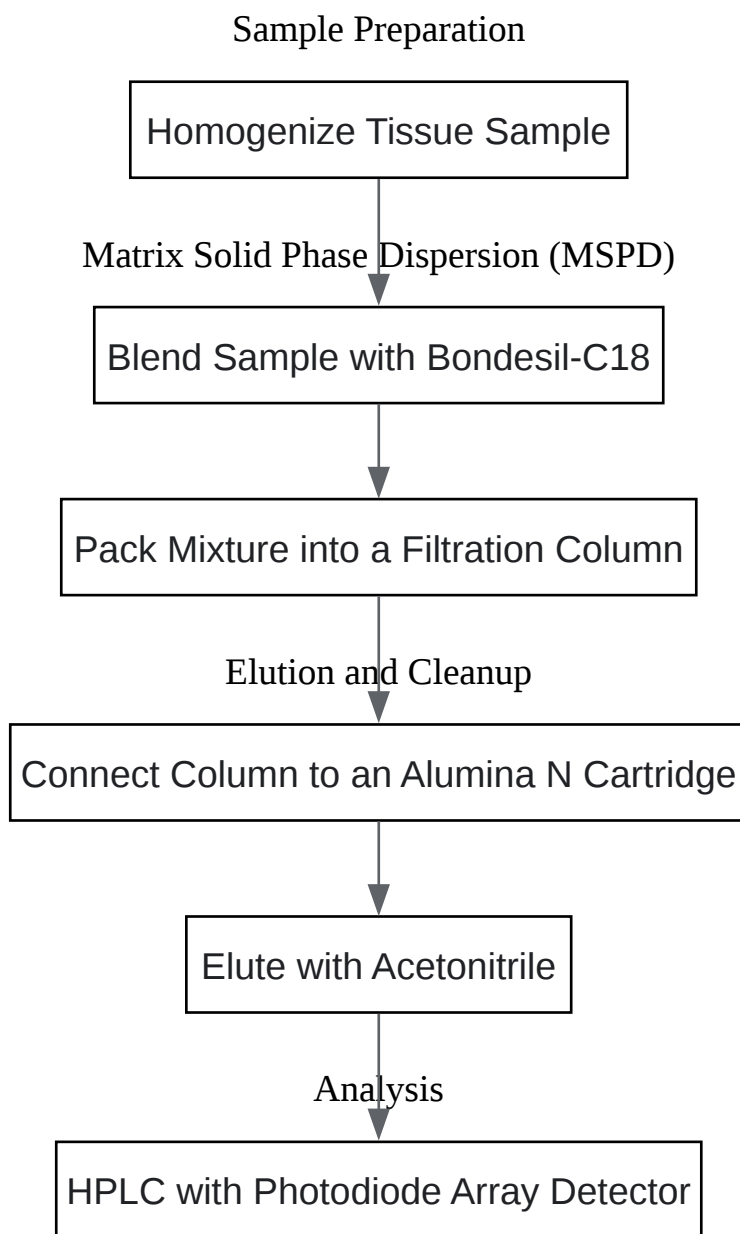 Sample Preparation
Homogenize Tissue Sample
Matrix Solid Phase Dispersion (MSPD)
Blend Sample with Bondesil-C18
Pack Mixture into a Filtration Column
Elution and Cleanup
Connect Column to an Alumina N Cartridge
Elute with Acetonitrile
Analysis
HPLC with Photodiode Array Detector